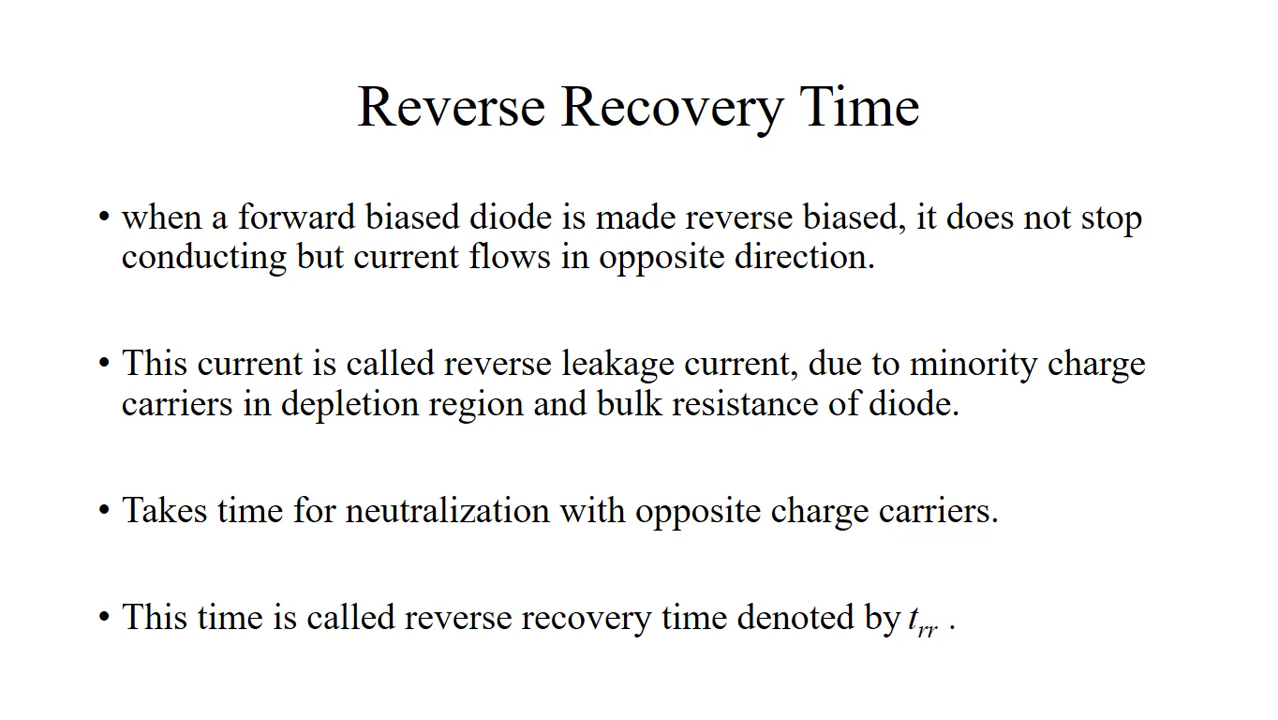 Reverse Recovery Time
• when a forward biased diode is made reverse biased, it does not stop
conducting but current flows in opposite direction.
• This current is called reverse leakage current, due to minority charge
carriers in depletion region and bulk resistance of diode.
• Takes time for neutralization with opposite charge carriers.
• This time is called reverse recovery time denoted by t_rr .